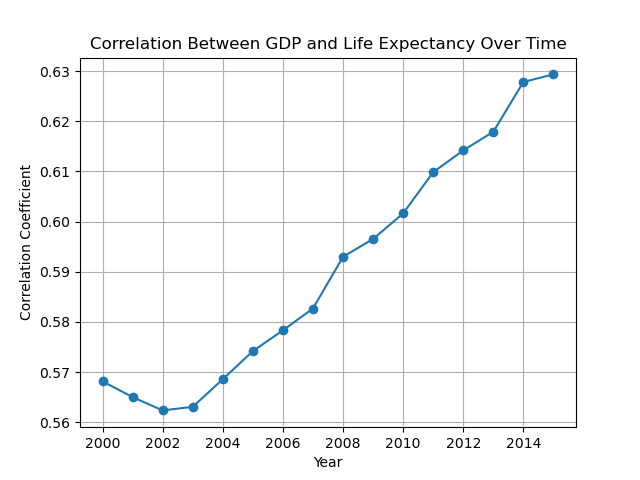 Correlation Between GDP and Life Expectancy Over Time
0.63
0.62
0.61
0.60
0.59
0.58
0.57
0.56
Correlation Coefficient
2000 2002 2004 2006 2008 2010 2012 2014
Year